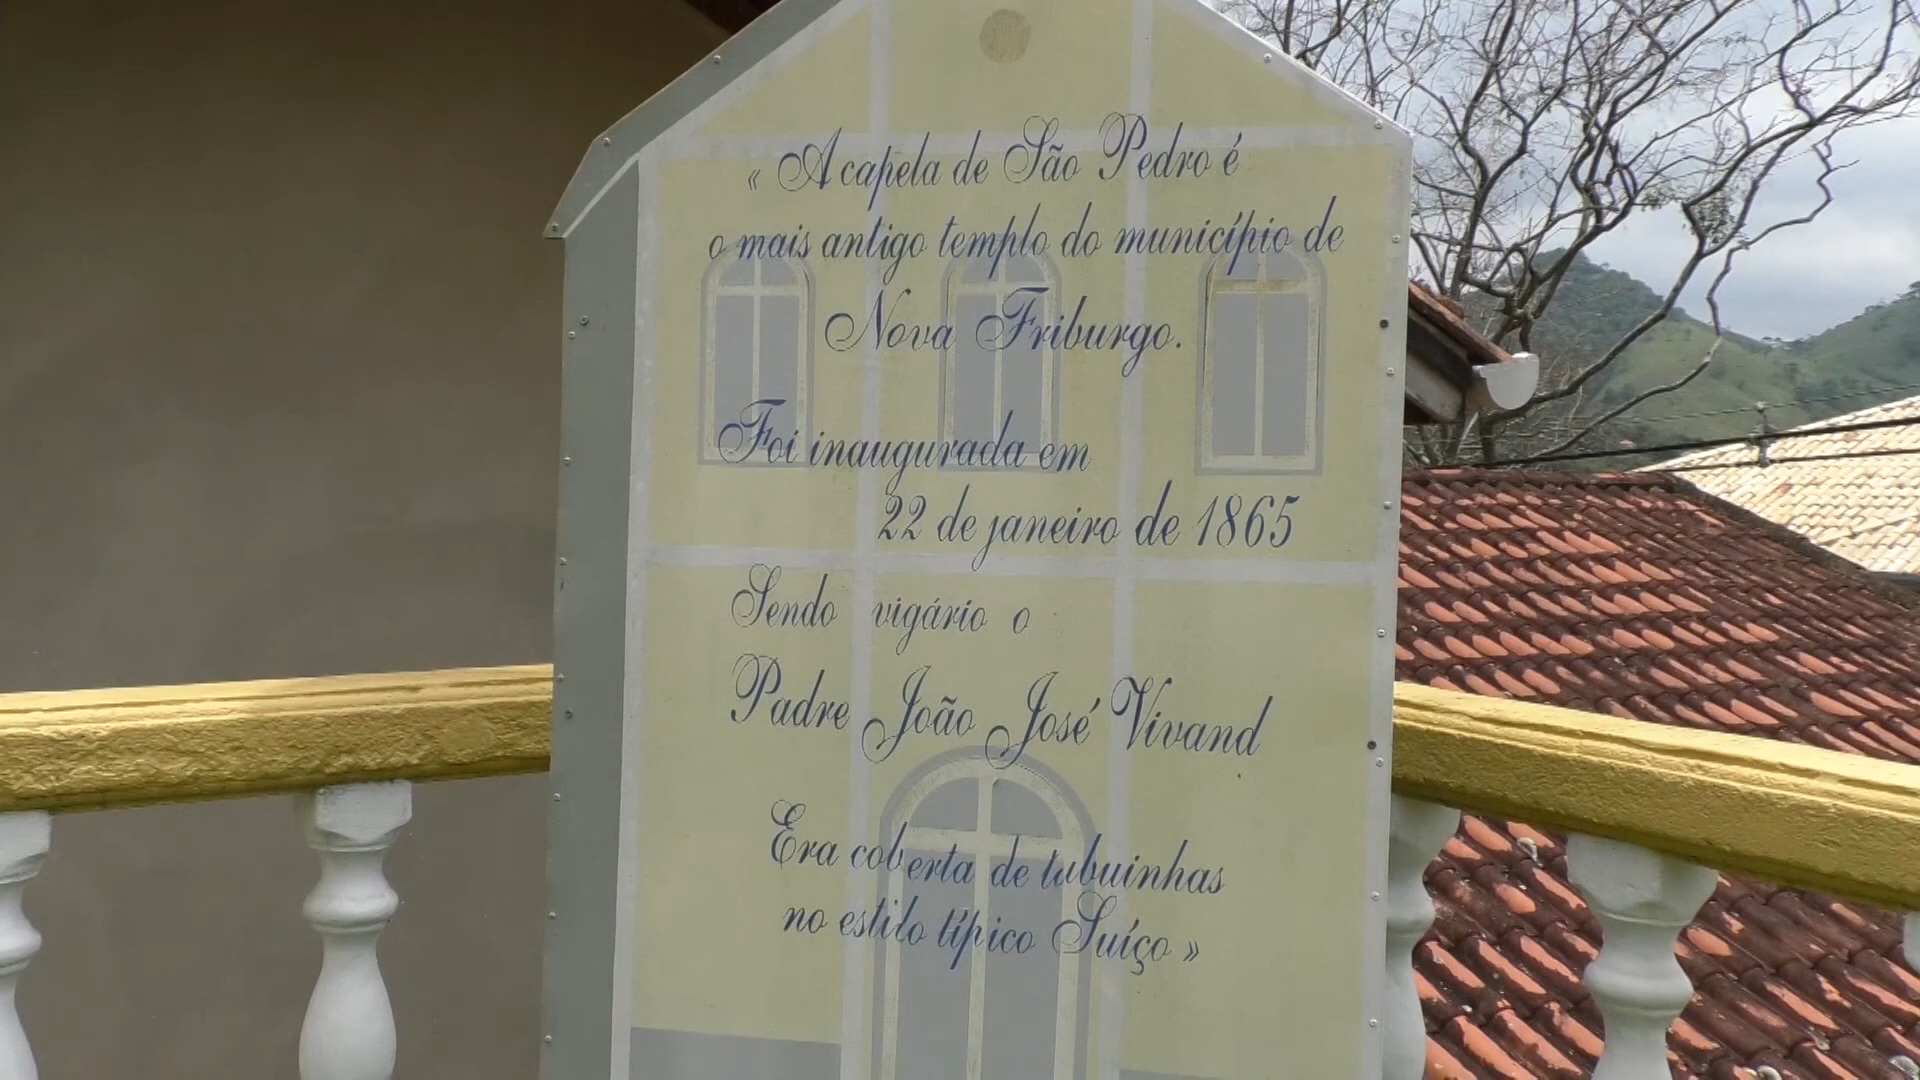 « A capela de São Pedro é
o mais antigo templo do município de
Nova Friburgo.
Foi inaugurada em
22 de janeiro de 1865
Sendo vigário o
Padre João José Vivand
Era coberta de tabuinhas
no estilo típico Suíço »